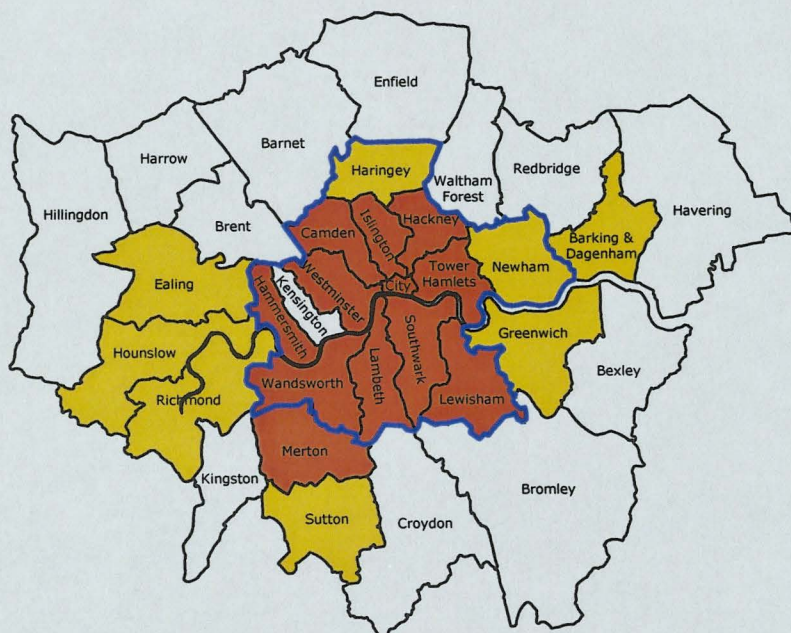 Enfield
Barnet
Harrow
Haringey
Waltham
Forest
Redbridge
Hillingdon
Brent
Havering
Camden
Islington
Hackney
Barking &
Dagenham
Ealing
Hammersmith
Kensington
Westminster
City
Tower
Hamlets
Newham
Hounslow
Greenwich
Richmond
Wandsworth
Lambeth
Southwark
Lewisham
Bexley
Merton
Kingston
Sutton
Croydon
Bromley